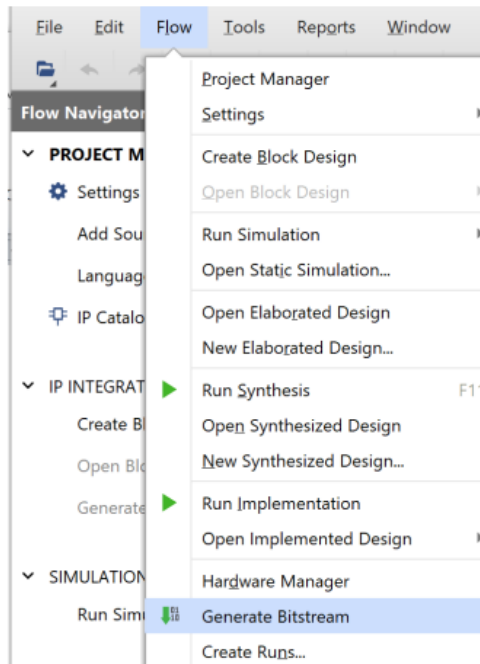 File Edit Flow Tools Reports Window
Flow Navigator
PROJECT M
Settings
Add Sou
Languag
IP Catalo
IP INTEGRAT
Create Bl
Open Blo
Generate
SIMULATION
Run Simu
Project Manager
Settings
Create Block Design
Open Block Design
Run Simulation
Open Static Simulation...
Open Elaborated Design
New Elaborated Design...
Run Synthesis F11
Open Synthesized Design
New Synthesized Design...
Run Implementation
Open Implemented Design
Hardware Manager
Generate Bitstream
Create Runs...